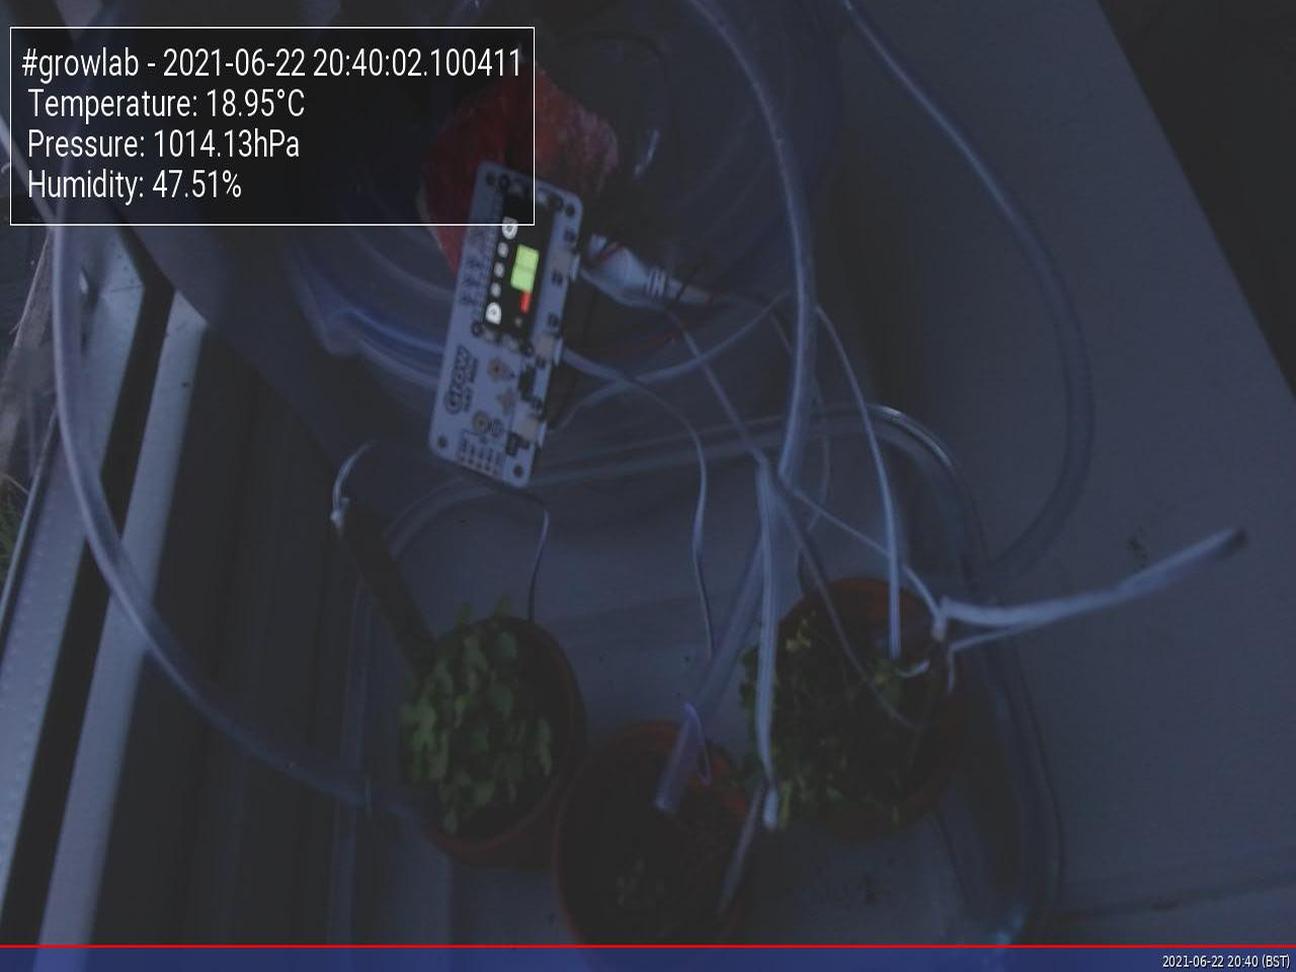 #growlab - 2021-06-22 20:40:02.100411
Temperature: 18.95°C
Pressure: 1014.13hPa
Humidity: 47.51%
GROW
2021-06-22 20:40 (BST)